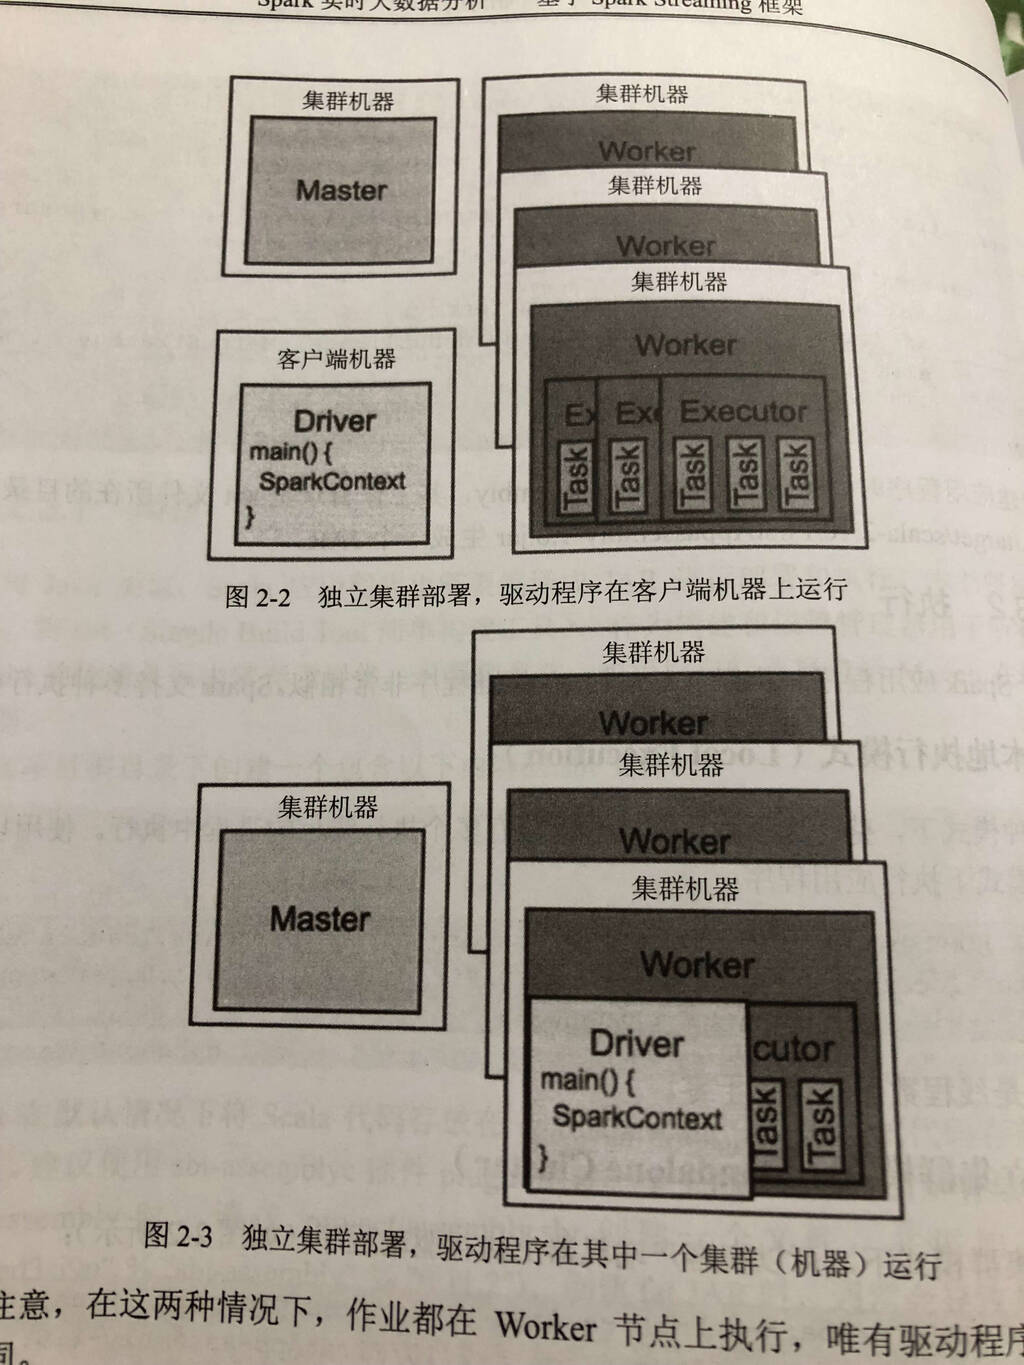 Spark 实时大数据分析 基于 Spark Streaming 框架
集群机器
Master
集群机器
Worker
集群机器
Worker
集群机器
Worker
Ex
Exe
Executor
Task
Task
Task
Task
Task
客户端机器
Driver
main() {
SparkContext
}
图 2-2 独立集群部署，驱动程序在客户端机器上运行
集群机器
Worker
集群机器
Worker
集群机器
Master
集群机器
Worker
Driver
main() {
SparkContext
}
cutor
Task
Task
图 2-3 独立集群部署，驱动程序在其中一个集群（机器）运行
注意，在这两种情况下，作业都在 Worker 节点上执行，唯有驱动程序
同。